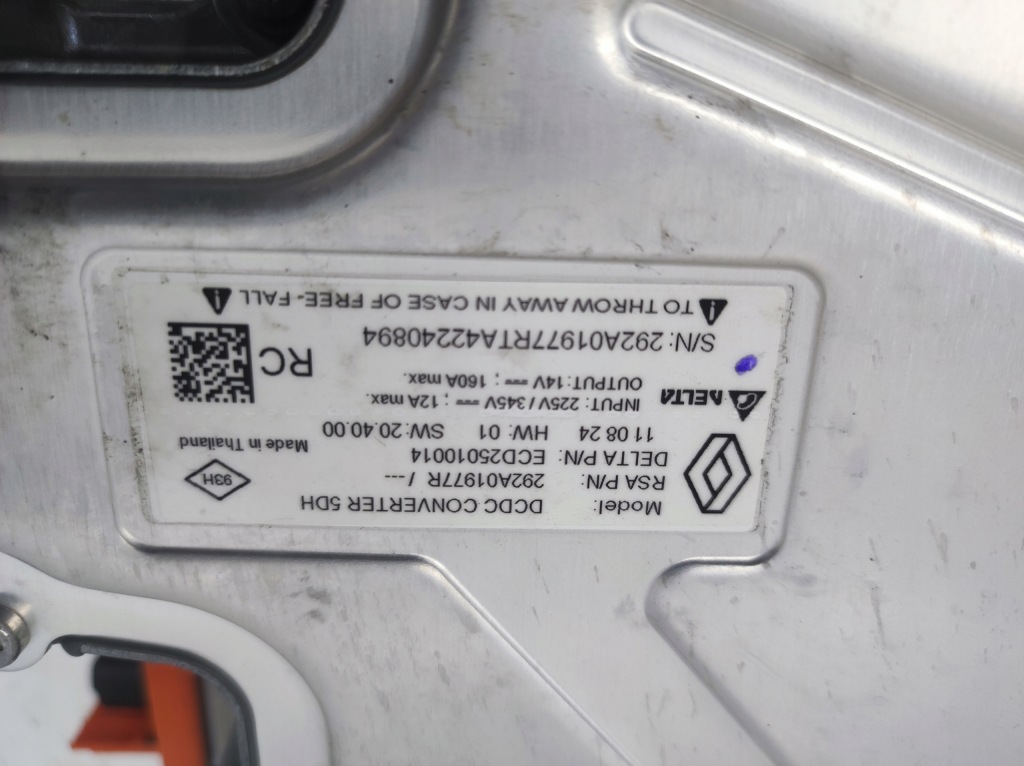 Model: DCDC CONVERTER 5DH
RSA P/N: 292A01977R / ---
DELTA P/N: ECD25010014
11 08 24 HW: 01 SW: 20.40.00
93H
Made in Thailand
DELTA
INPUT: 225V / 345V ⎓ ; 12A max.
OUTPUT: 14V ⎓ ; 160A max.
RC
S/N: 292A01977RTA42240894
TO THROW AWAY IN CASE OF FREE- FALL